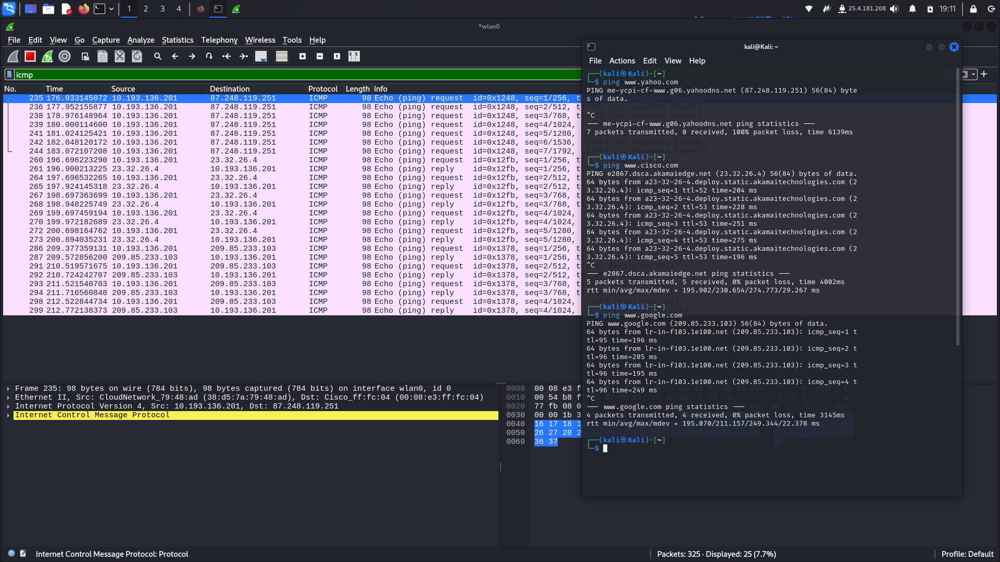 1 2 3 4 25.4.181.208 19:11
*wlan0
File Edit View Go Capture Analyze Statistics Telephony Wireless Tools Help
icmp
No. Time Source Destination Protocol Length Info
235 176.933145072 10.193.136.201 87.248.119.251 ICMP 98 Echo (ping) request id=0x1248, seq=1/256,
236 177.952155877 10.193.136.201 87.248.119.251 ICMP 98 Echo (ping) request id=0x1248, seq=2/512, ttl=64 (no response found!)
238 178.976148964 10.193.136.201 87.248.119.251 ICMP 98 Echo (ping) request id=0x1248, seq=3/768,
239 180.000114600 10.193.136.201 87.248.119.251 ICMP 98 Echo (ping) request id=0x1248, seq=4/1024,
241 181.024125421 10.193.136.201 87.248.119.251 ICMP 98 Echo (ping) request id=0x1248, seq=5/1280,
242 182.048120172 10.193.136.201 87.248.119.251 ICMP 98 Echo (ping) request id=0x1248, seq=6/1536, ttl=64 (no response found!)
244 183.072107208 10.193.136.201 87.248.119.251 ICMP 98 Echo (ping) request id=0x1248, seq=7/1792, ttl=64 (no response found!)
260 196.696223290 10.193.136.201 23.32.26.4 ICMP 98 Echo (ping) request id=0x12fb, seq=1/256,
261 196.900213225 23.32.26.4 10.193.136.201 ICMP 98 Echo (ping) reply id=0x12fb, seq=1/256,
264 197.696532265 10.193.136.201 23.32.26.4 ICMP 98 Echo (ping) request id=0x12fb, seq=2/512,
265 197.924145318 23.32.26.4 10.193.136.201 ICMP 98 Echo (ping) reply id=0x12fb, seq=2/512,
267 198.697363699 10.193.136.201 23.32.26.4 ICMP 98 Echo (ping) request id=0x12fb, seq=3/768,
268 198.948225749 23.32.26.4 10.193.136.201 ICMP 98 Echo (ping) reply id=0x12fb, seq=3/768,
269 199.697459194 10.193.136.201 23.32.26.4 ICMP 98 Echo (ping) request id=0x12fb, seq=4/1024,
270 199.972182689 23.32.26.4 10.193.136.201 ICMP 98 Echo (ping) reply id=0x12fb, seq=4/1024,
272 200.698164762 10.193.136.201 23.32.26.4 ICMP 98 Echo (ping) request id=0x12fb, seq=5/1280,
273 200.894035231 23.32.26.4 10.193.136.201 ICMP 98 Echo (ping) reply id=0x12fb, seq=5/1280,
286 209.377359131 10.193.136.201 209.85.233.103 ICMP 98 Echo (ping) request id=0x1378, seq=1/256,
287 209.572856200 209.85.233.103 10.193.136.201 ICMP 98 Echo (ping) reply id=0x1378, seq=1/256,
291 210.519571675 10.193.136.201 209.85.233.103 ICMP 98 Echo (ping) request id=0x1378, seq=2/512, ttl=64 (reply in 292)
292 210.724242707 209.85.233.103 10.193.136.201 ICMP 98 Echo (ping) reply id=0x1378, seq=2/512,
293 211.521540703 10.193.136.201 209.85.233.103 ICMP 98 Echo (ping) request id=0x1378, seq=3/768,
294 211.716560848 209.85.233.103 10.193.136.201 ICMP 98 Echo (ping) reply id=0x1378, seq=3/768,
298 212.522844734 10.193.136.201 209.85.233.103 ICMP 98 Echo (ping) request id=0x1378, seq=4/1024, ttl=64 (reply in 299)
299 212.772138373 209.85.233.103 10.193.136.201 ICMP 98 Echo (ping) reply id=0x1378, seq=4/1024,
Frame 235: 98 bytes on wire (784 bits), 98 bytes captured (784 bits) on interface wlan0, id 0
Ethernet II, Src: CloudNetwork_79:48:ad (38:d5:7a:79:48:ad), Dst: Cisco_ff:fc:04 (00:08:e3:ff:fc:04)
Internet Protocol Version 4, Src: 10.193.136.201, Dst: 87.248.119.251
Internet Control Message Protocol
0000 00 08 e3
0010 00 54 b8
0020 77 fb 08
0030 00 00 1b
0040 16 17 18
0050 26 27 28
0060 36 37
kali@Kali: ~
File Actions Edit View Help
┌──(kali㉿Kali)-[~]
└─$ ping www.yahoo.com
PING me-ycpi-cf-www.g06.yahoodns.net (87.248.119.251) 56(84) byte
s of data.
^C
--- me-ycpi-cf-www.g06.yahoodns.net ping statistics ---
7 packets transmitted, 0 received, 100% packet loss, time 6139ms
┌──(kali㉿Kali)-[~]
└─$ ping www.cisco.com
PING e2867.dsca.akamaiedge.net (23.32.26.4) 56(84) bytes of data.
64 bytes from a23-32-26-4.deploy.static.akamaitechnologies.com (2
3.32.26.4): icmp_seq=1 ttl=52 time=204 ms
64 bytes from a23-32-26-4.deploy.static.akamaitechnologies.com (2
3.32.26.4): icmp_seq=2 ttl=53 time=228 ms
64 bytes from a23-32-26-4.deploy.static.akamaitechnologies.com (2
3.32.26.4): icmp_seq=3 ttl=53 time=251 ms
64 bytes from a23-32-26-4.deploy.static.akamaitechnologies.com (2
3.32.26.4): icmp_seq=4 ttl=53 time=275 ms
64 bytes from a23-32-26-4.deploy.static.akamaitechnologies.com (2
3.32.26.4): icmp_seq=5 ttl=53 time=196 ms
^C
--- e2867.dsca.akamaiedge.net ping statistics ---
5 packets transmitted, 5 received, 0% packet loss, time 4002ms
rtt min/avg/max/mdev = 195.902/230.654/274.773/29.267 ms
┌──(kali㉿Kali)-[~]
└─$ ping www.google.com
PING www.google.com (209.85.233.103) 56(84) bytes of data.
64 bytes from lr-in-f103.1e100.net (209.85.233.103): icmp_seq=1 t
tl=95 time=196 ms
64 bytes from lr-in-f103.1e100.net (209.85.233.103): icmp_seq=2 t
tl=96 time=205 ms
64 bytes from lr-in-f103.1e100.net (209.85.233.103): icmp_seq=3 t
tl=96 time=195 ms
64 bytes from lr-in-f103.1e100.net (209.85.233.103): icmp_seq=4 t
tl=96 time=249 ms
^C
--- www.google.com ping statistics ---
4 packets transmitted, 4 received, 0% packet loss, time 3145ms
rtt min/avg/max/mdev = 195.070/211.157/249.344/22.378 ms
┌──(kali㉿Kali)-[~]
└─$
Internet Control Message Protocol: Protocol
Packets: 325 · Displayed: 25 (7.7%)
Profile: Default